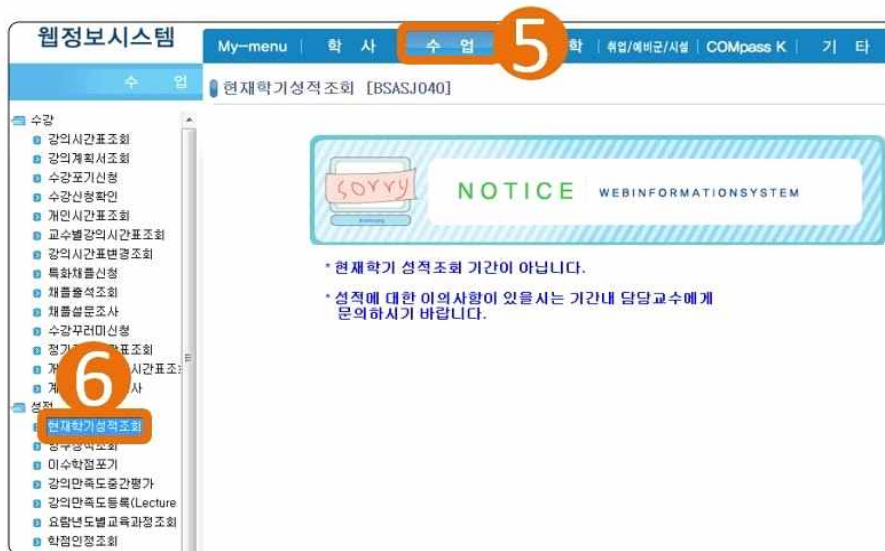 웹정보시스템
My-menu | 학 사 수 업 5 학 | 취업/예비군/시설 | COMpass K | 기 타
수 업
현재학기성적조회 [BSASJ040]
수강
강의시간표조회
강의계획서조회
수강포기신청
수강신청확인
개인시간표조회
교수별강의시간표조회
강의시간표변경조회
특화채플신청
채플출석조회
채플설문조사
수강꾸러미신청
표조회
시간표조
6
사
성적
현재학기성적조회
이수학점포기
강의만족도중간평가
강의만족도등록(Lecture
요람년도별교육과정조회
학점인정조회
sorry
NOTICE WEBINFORMATIONSYSTEM
*현재학기 성적조회 기간이 아닙니다.
*성적에 대한 이의사항이 있을시는 기간내 담당교수에게
문의하시기 바랍니다.